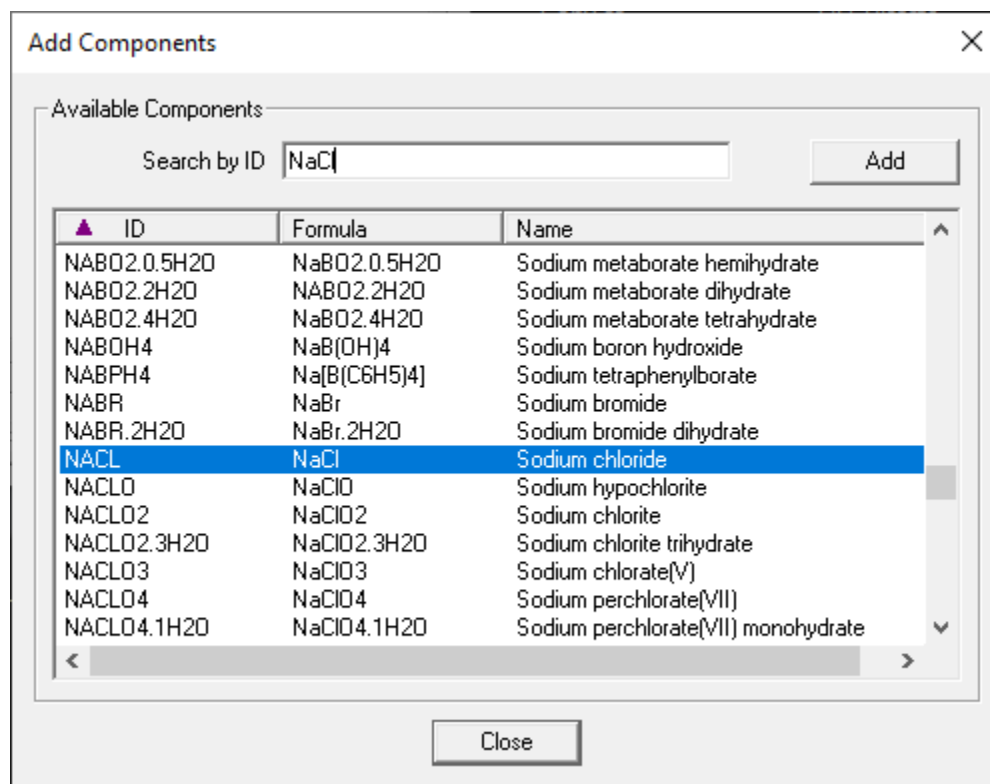 Add Components
Available Components
Search by ID NaCl Add
ID Formula Name
NABO2.0.5H2O NaBO2.0.5H2O Sodium metaborate hemihydrate
NABO2.2H2O NABO2.2H2O Sodium metaborate dihydrate
NABO2.4H2O NaBO2.4H2O Sodium metaborate tetrahydrate
NABOH4 NaB(OH)4 Sodium boron hydroxide
NABPH4 Na[B(C6H5)4] Sodium tetraphenylborate
NABR NaBr Sodium bromide
NABR.2H2O NaBr.2H2O Sodium bromide dihydrate
NACL NaCl Sodium chloride
NACLO NaClO Sodium hypochlorite
NACLO2 NaClO2 Sodium chlorite
NACLO2.3H2O NaClO2.3H2O Sodium chlorite trihydrate
NACLO3 NaClO3 Sodium chlorate(V)
NACLO4 NaClO4 Sodium perchlorate(VII)
NACLO4.1H2O NaClO4.1H2O Sodium perchlorate(VII) monohydrate
Close